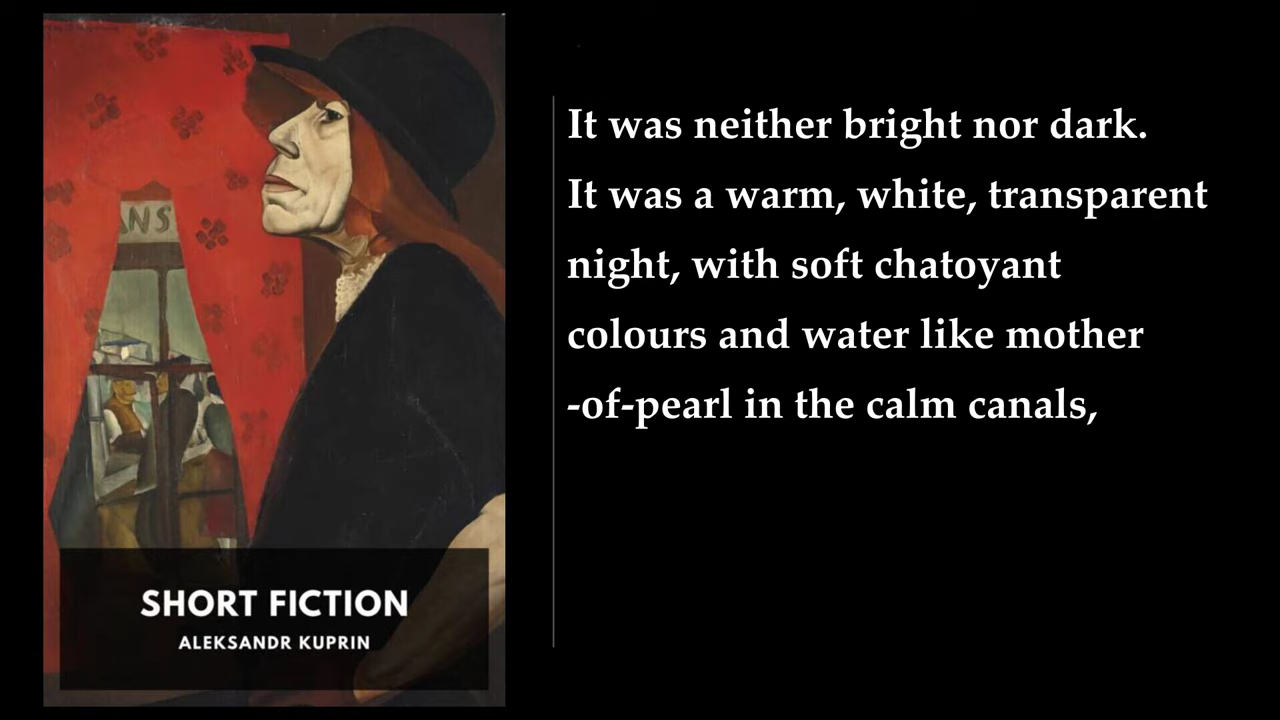 ANS
SHORT FICTION
ALEKSANDR KUPRIN
It was neither bright nor dark.
It was a warm, white, transparent
night, with soft chatoyant
colours and water like mother
-of-pearl in the calm canals,